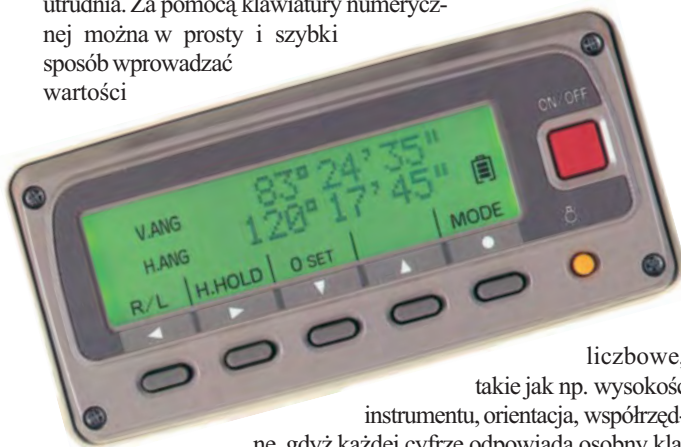 utrudnia. Za pomocą klawiatury numerycz-
nej można w prosty i szybki
sposób wprowadzać
wartości
ON/OFF
V.ANG 83° 24' 35"
H.ANG 120° 17' 45"
R/L H.HOLD 0 SET MODE
liczbowe,
takie jak np. wysokość
instrumentu, orientacja, współrzęd-
ne, gdyż każdej cyfrze odpowiada osobny kla-